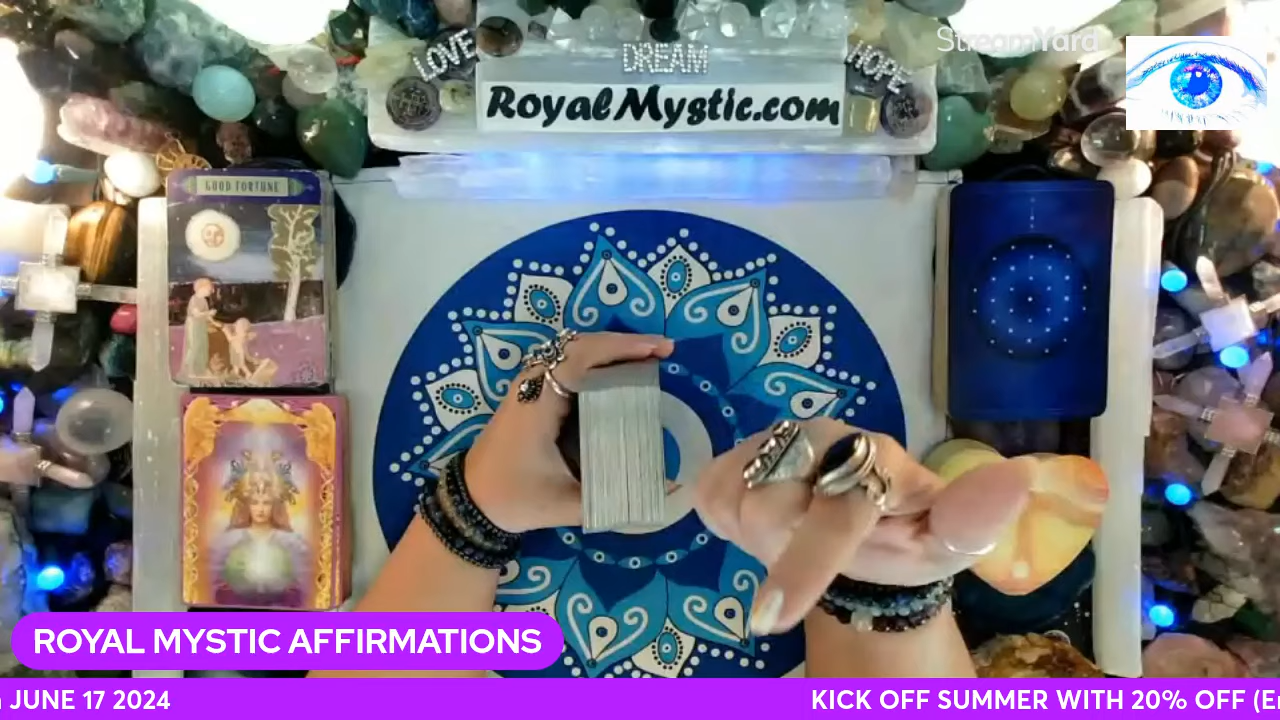 StreamYard
LOVE
DREAM
HOPE
RoyalMystic.com
GOOD FORTUNE
ROYAL MYSTIC AFFIRMATIONS
JUNE 17 2024
KICK OFF SUMMER WITH 20% OFF